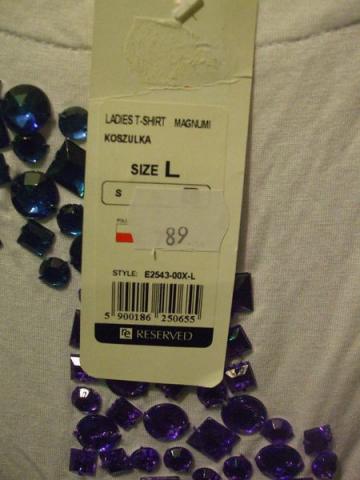 LADIES T-SHIRT MAGNUMI
KOSZULKA
SIZE L
S
89
STYLE: E2543-00X-L
5 900186 250655
RESERVED